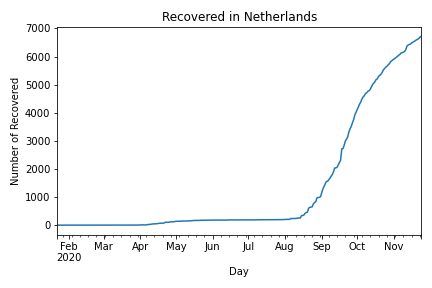 Recovered in Netherlands
7000
6000
5000
4000
3000
2000
1000
0
Number of Recovered
Feb Mar Apr May Jun Jul Aug Sep Oct Nov
2020
Day